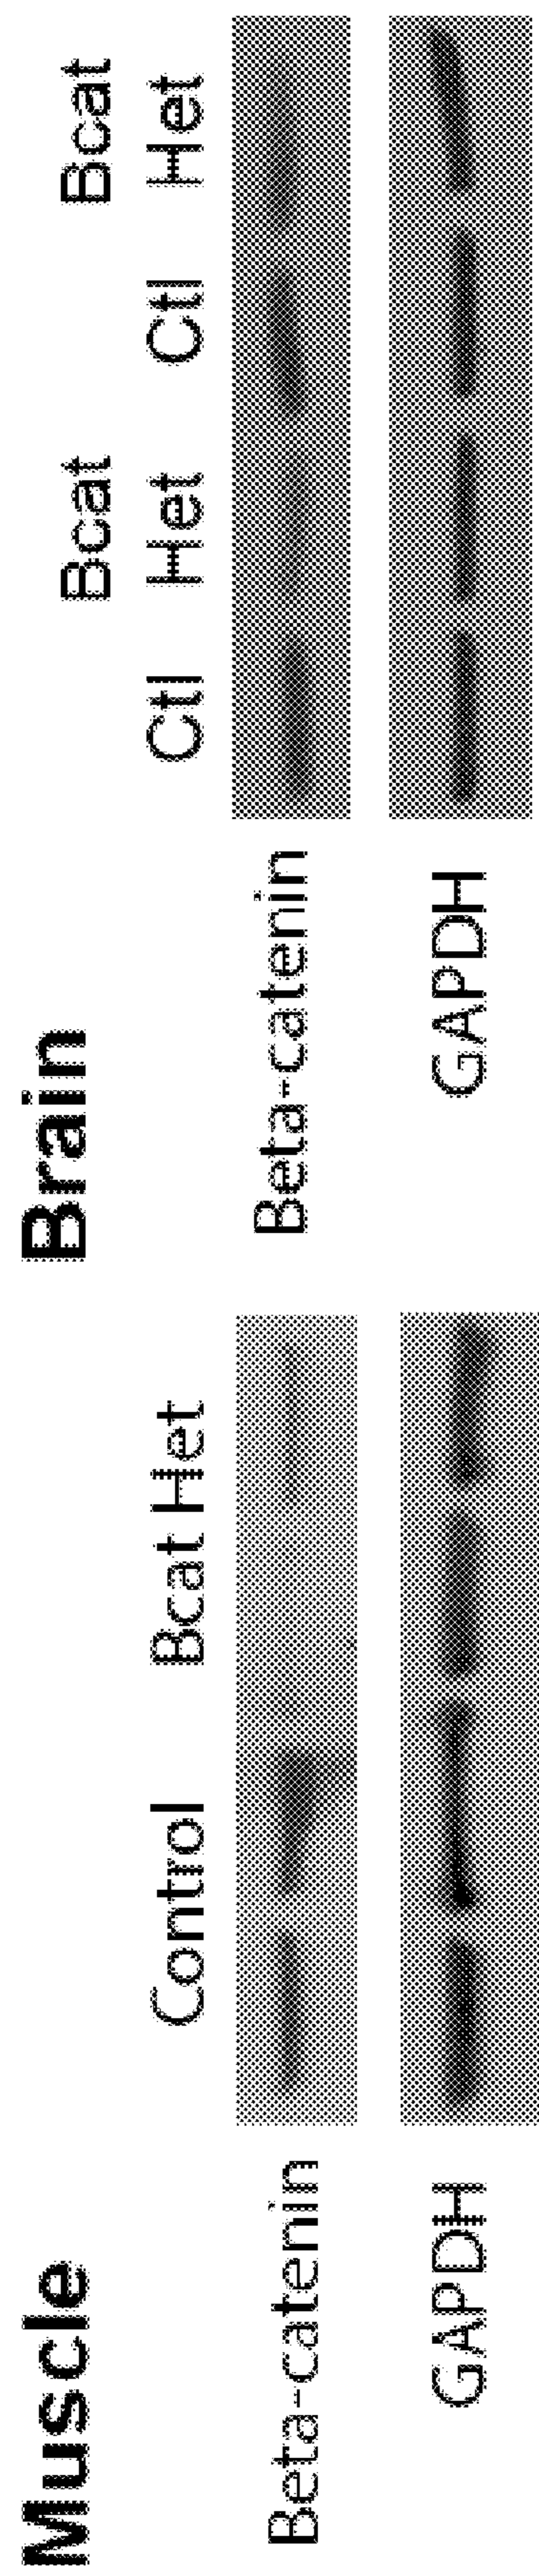 Muscle
Control Bcat Het
Beta-catenin
GAPDH
Brain
Bcat Bcat
Ctl Het Ctl Het
Beta-catenin
GAPDH